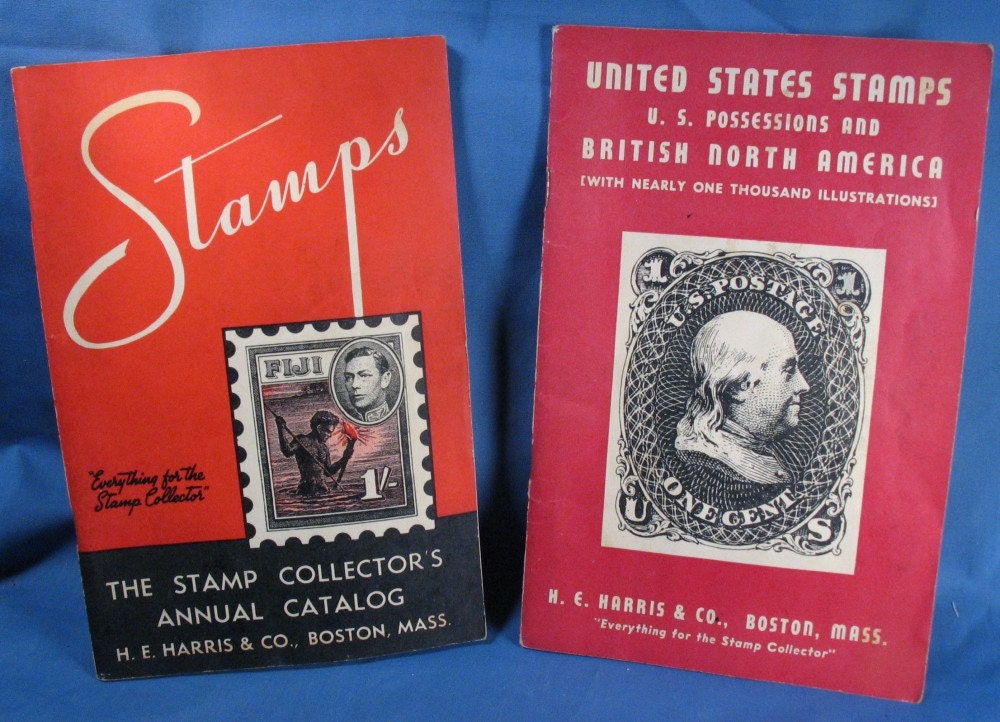 Stamps
FIJI
1/-
"Everything for the
Stamp Collector"
THE STAMP COLLECTOR'S
ANNUAL CATALOG
H. E. HARRIS & CO., BOSTON, MASS.
UNITED STATES STAMPS
U. S. POSSESSIONS AND
BRITISH NORTH AMERICA
[WITH NEARLY ONE THOUSAND ILLUSTRATIONS]
1 1
U.S. POSTAGE
ONE CENT
U S
H. E. HARRIS & CO., BOSTON, MASS.
"Everything for the Stamp Collector"